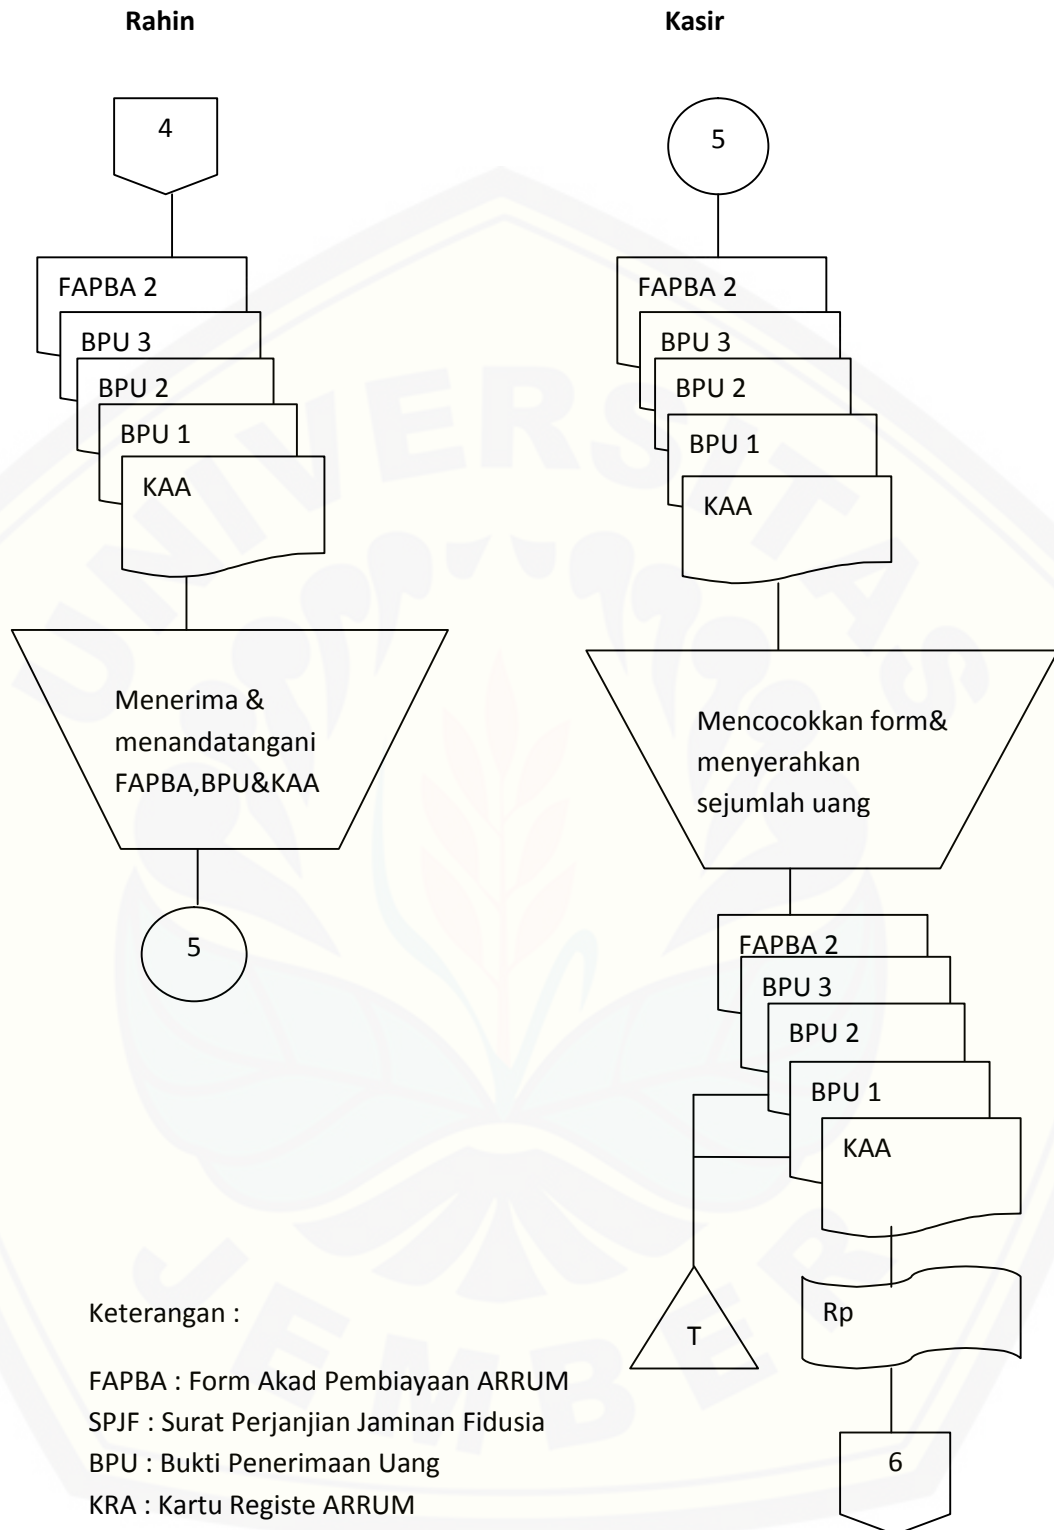 Rahin
4
FAPBA 2
BPU 3
BPU 2
BPU 1
KAA
Menerima &
menandatangani
FAPBA,BPU&KAA
5
Kasir
5
FAPBA 2
BPU 3
BPU 2
BPU 1
KAA
Mencocokkan form&
menyerahkan
sejumlah uang
FAPBA 2
BPU 3
BPU 2
BPU 1
KAA
T
Rp
6
Keterangan :
FAPBA : Form Akad Pembiayaan ARRUM
SPJF : Surat Perjanjian Jaminan Fidusia
BPU : Bukti Penerimaan Uang
KRA : Kartu Registe ARRUM
UNIVERSITAS
JEMBER